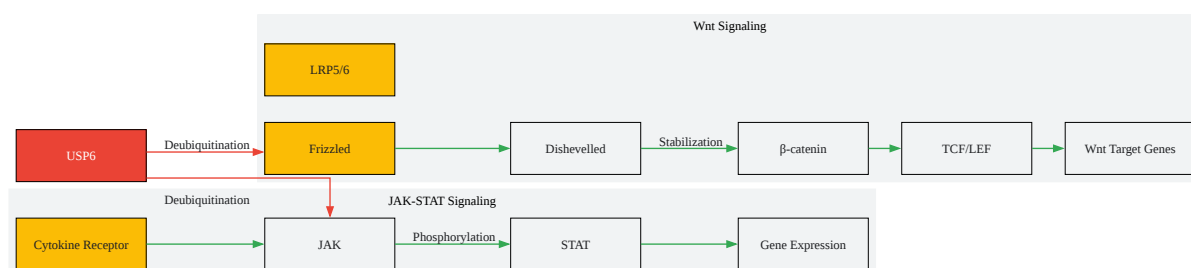 Wnt Signaling
LRP5/6
USP6
Deubiquitination
Frizzled
Dishevelled
Stabilization
β-catenin
TCF/LEF
Wnt Target Genes
Deubiquitination
JAK-STAT Signaling
Cytokine Receptor
JAK
Phosphorylation
STAT
Gene Expression